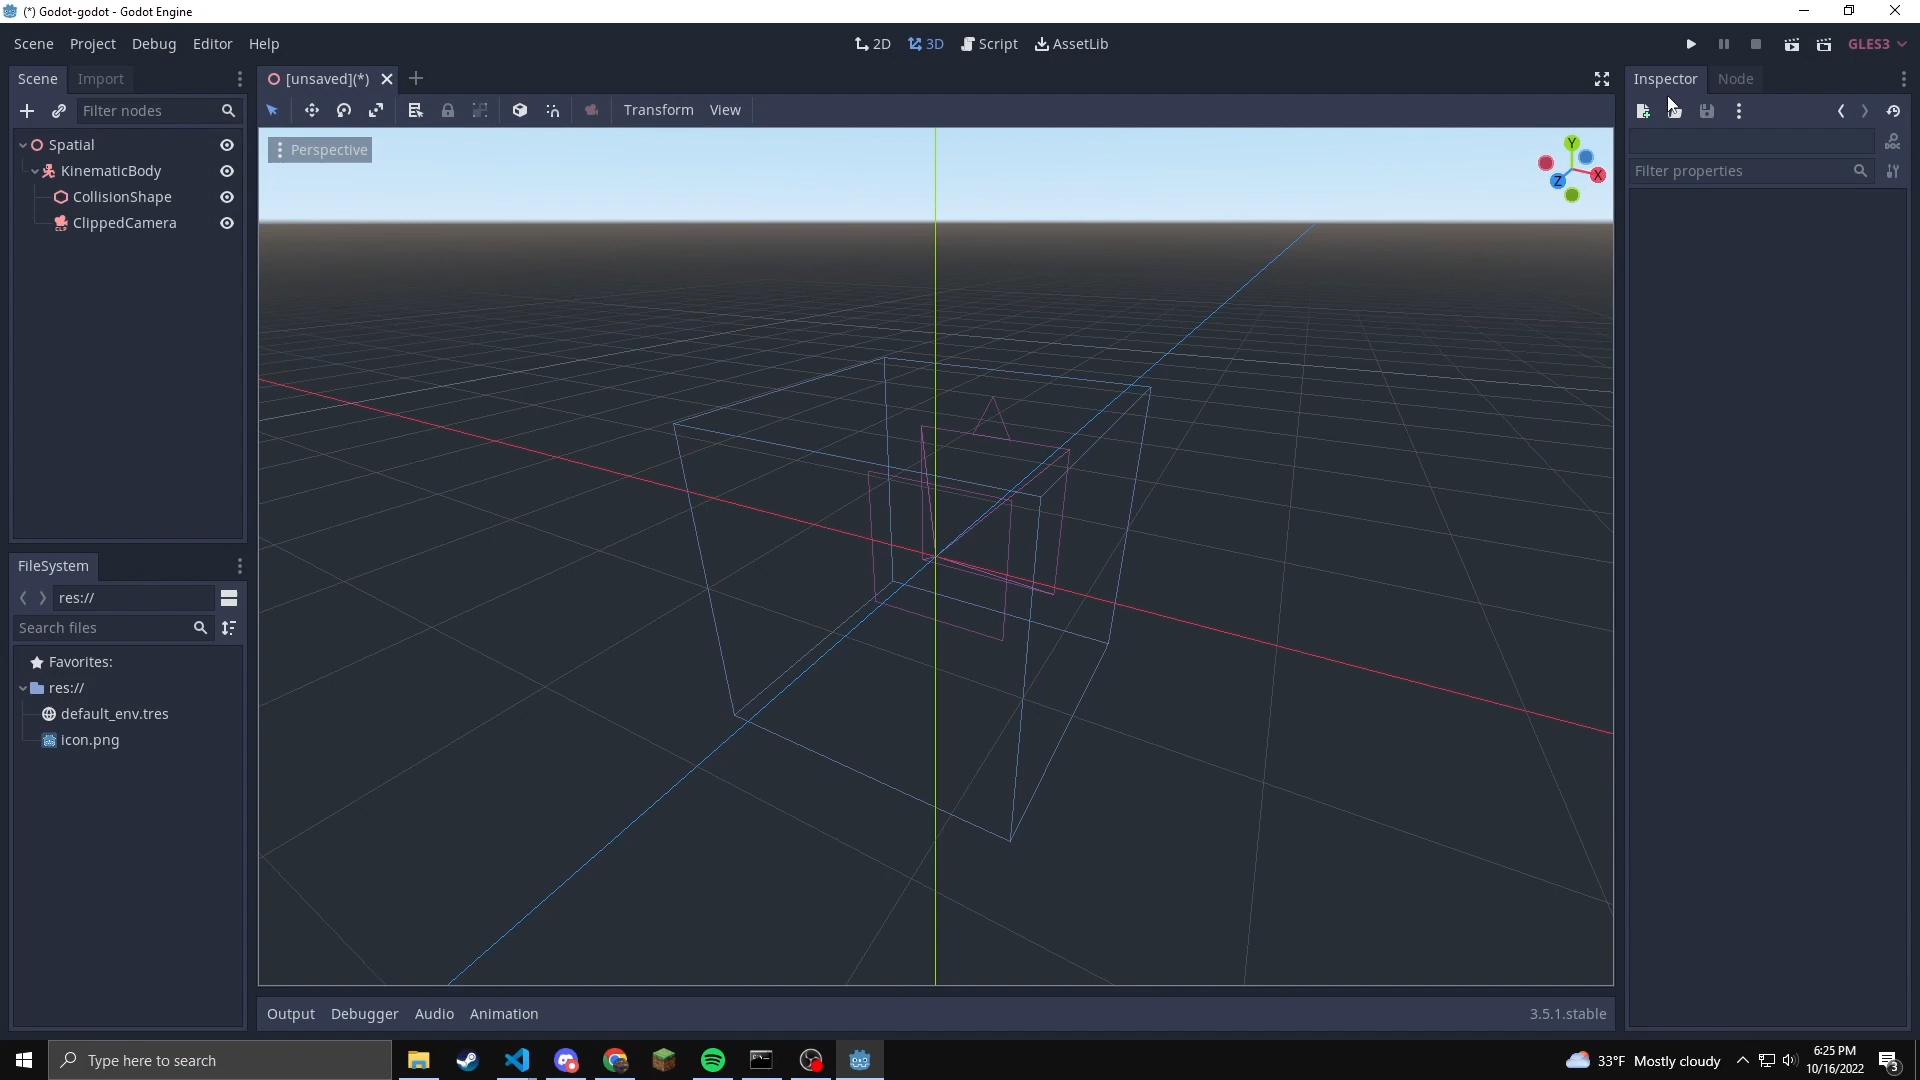 (*) Godot-godot - Godot Engine
Scene Project Debug Editor Help
2D 3D Script AssetLib
GLES3
Scene Import
[unsaved](*)
Inspector Node
Filter nodes
Transform View
Spatial
KinematicBody
CollisionShape
ClippedCamera
Perspective
Y
X
Z
DOC
Filter properties
FileSystem
res://
Search files
Favorites:
res://
default_env.tres
icon.png
Output Debugger Audio Animation
3.5.1.stable
Type here to search
33°F Mostly cloudy
6:25 PM
10/16/2022
3